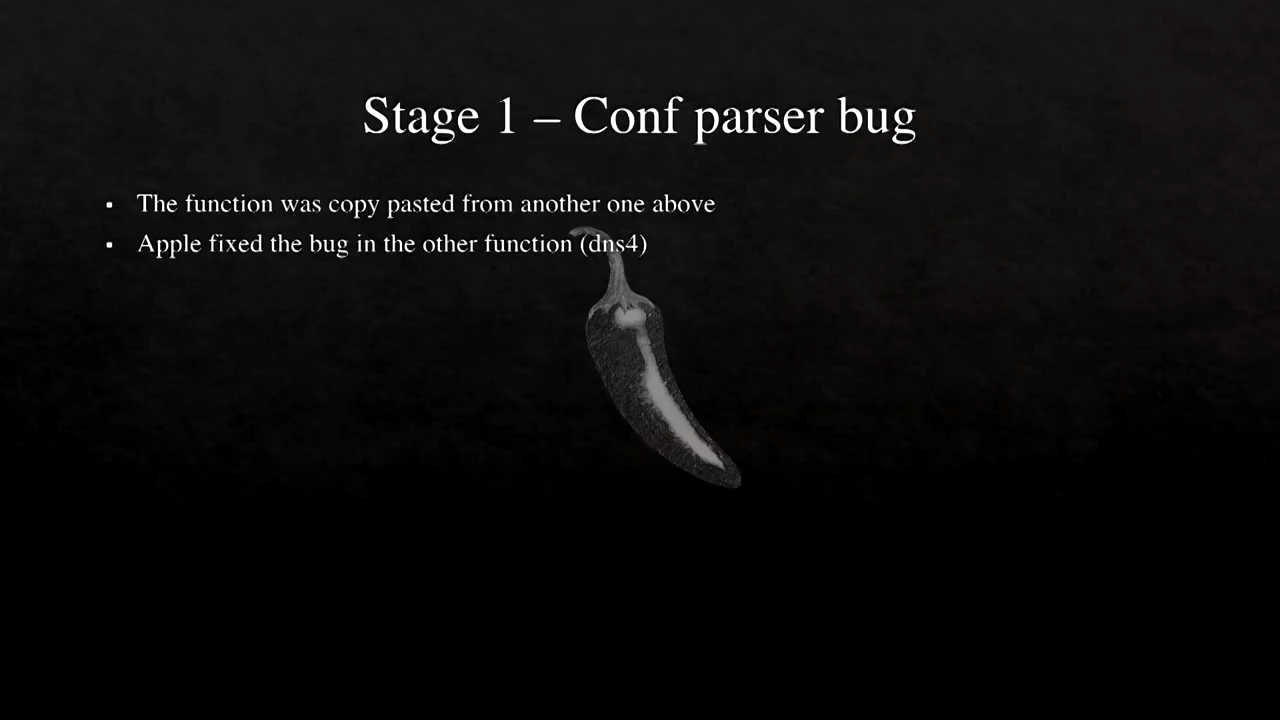 Stage 1 – Conf parser bug
▪ The function was copy pasted from another one above
▪ Apple fixed the bug in the other function (dns4)